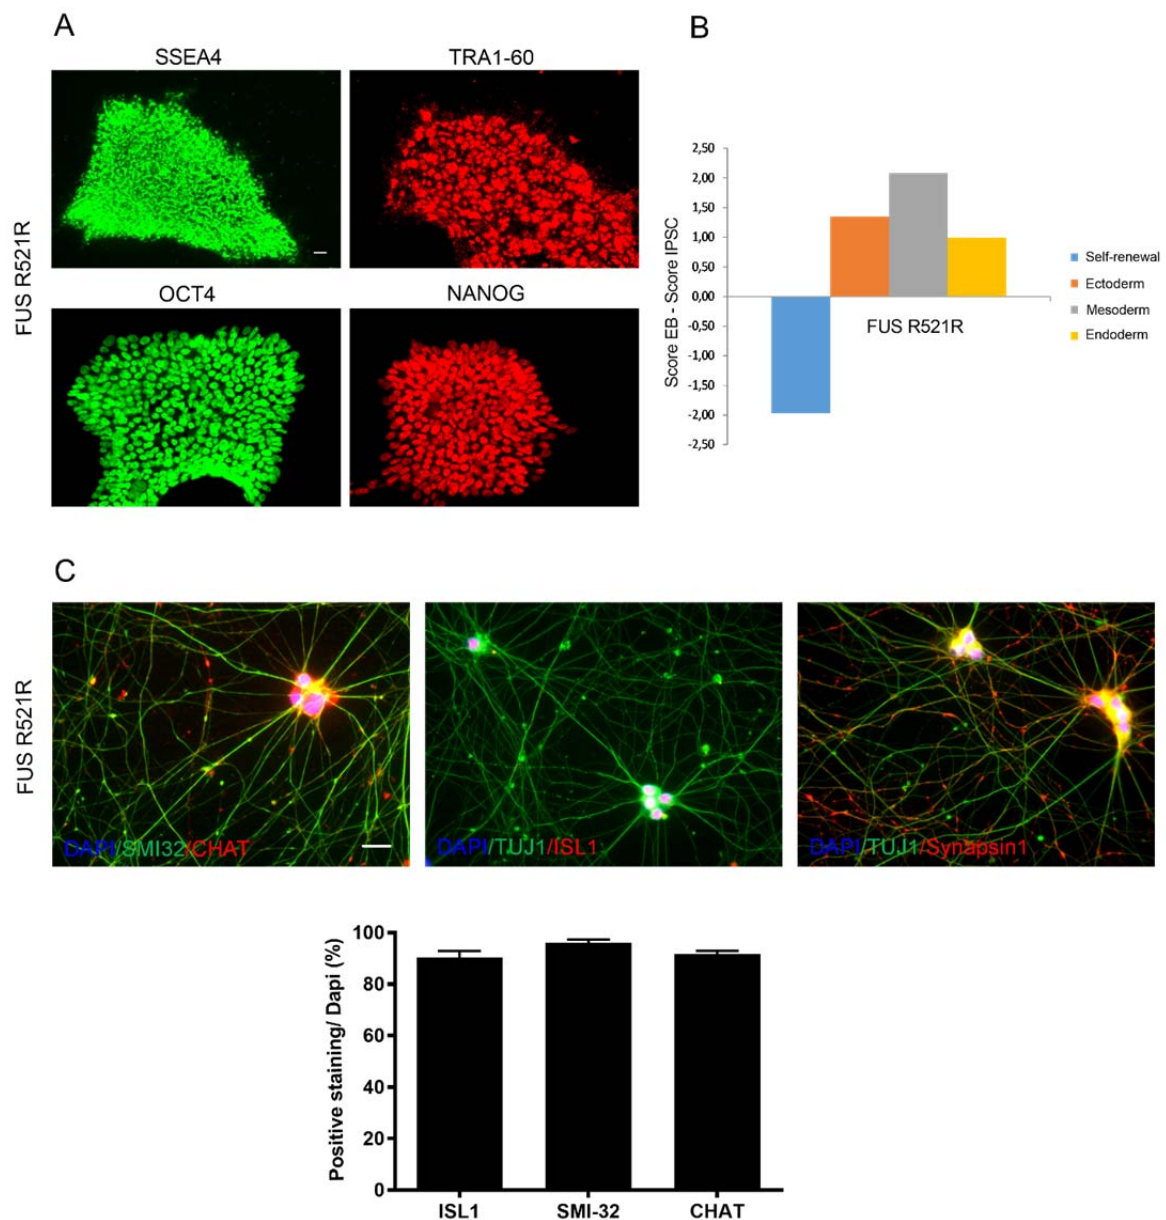 A
SSEA4
TRA1-60
OCT4
NANOG
FUS R521R
B
2,50
2,00
1,50
1,00
0,50
0,00
-0,50
-1,00
-1,50
-2,00
-2,50
Score EB - Score IPSC
FUS R521R
Self-renewal
Ectoderm
Mesoderm
Endoderm
C
FUS R521R
DAPI/SMI32/CHAT
DAPI/TUJ1/ISL1
DAPI/TUJ1/Synapsin1
Positive staining/ Dapi (%)
100
80
60
40
20
0
ISL1
SMI-32
CHAT